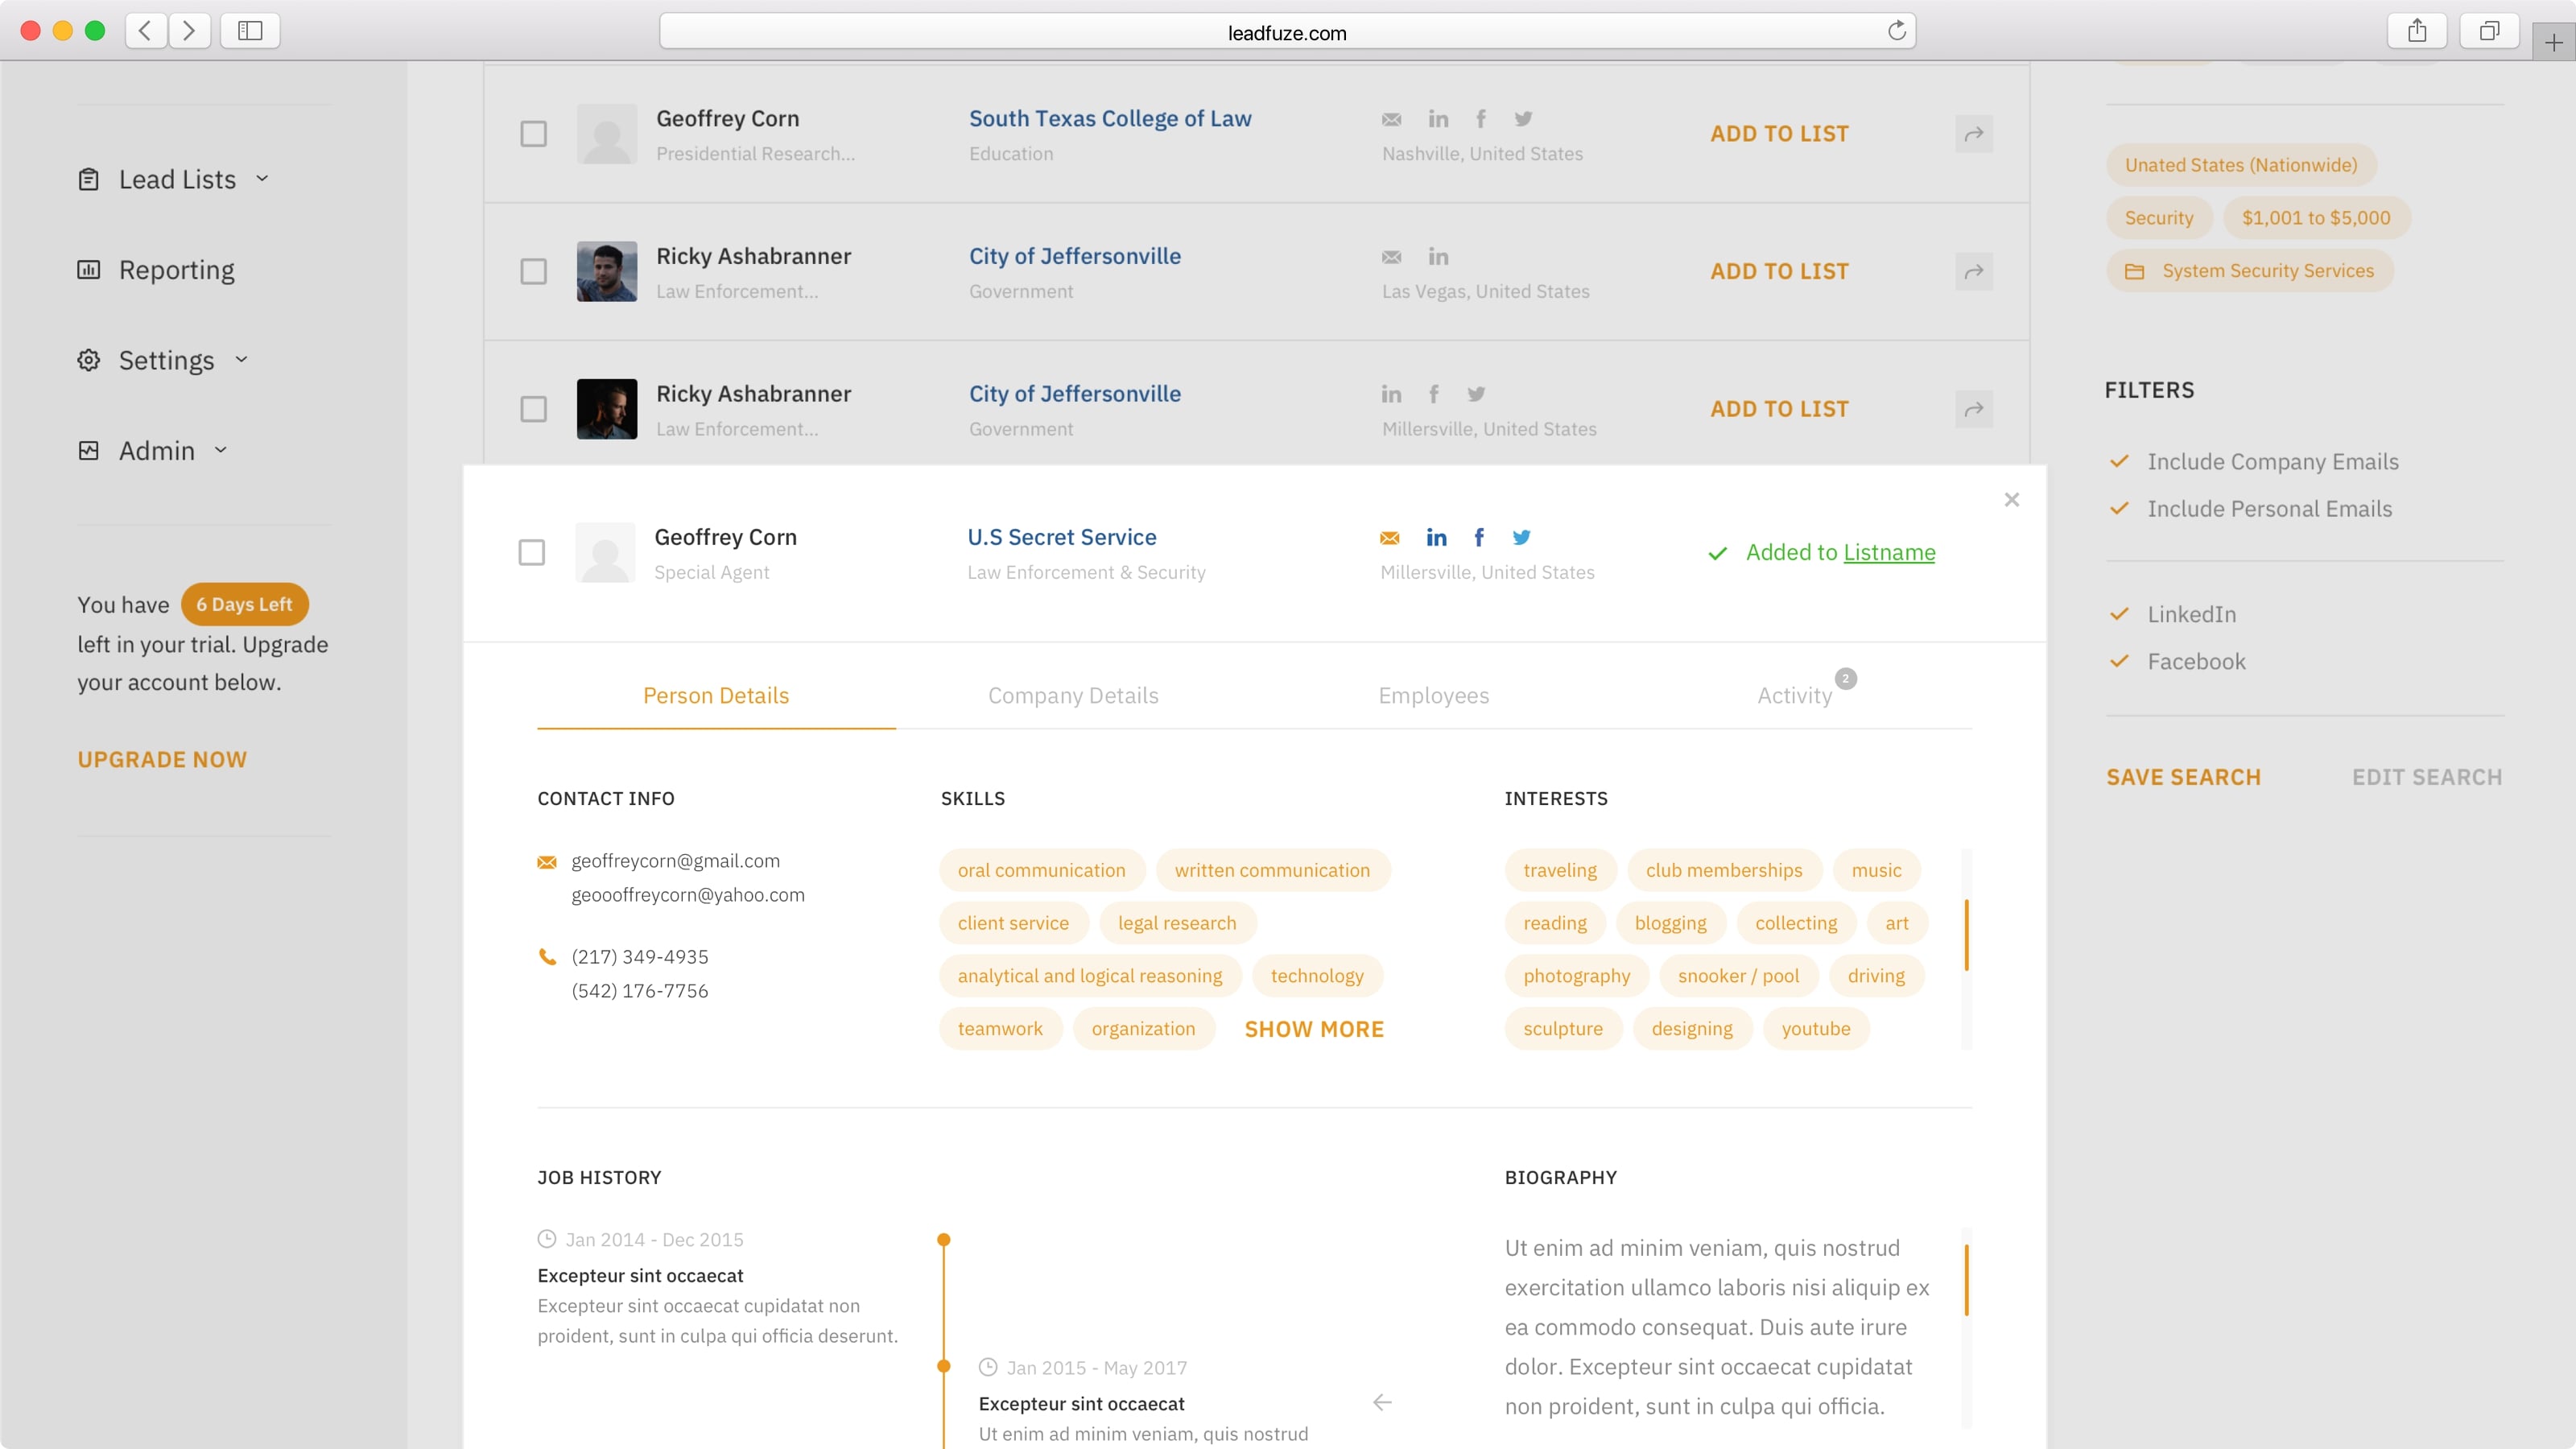 leadfuze.com
Lead Lists
Reporting
Settings
Admin
You have 6 Days Left
left in your trial. Upgrade
your account below.
UPGRADE NOW
Geoffrey Corn
Presidential Research...
South Texas College of Law
Education
Nashville, United States
ADD TO LIST
Ricky Ashabranner
Law Enforcement...
City of Jeffersonville
Government
Las Vegas, United States
ADD TO LIST
Ricky Ashabranner
Law Enforcement...
City of Jeffersonville
Government
Millersville, United States
ADD TO LIST
Geoffrey Corn
Special Agent
U.S Secret Service
Law Enforcement & Security
Millersville, United States
Added to Listname
Person Details
Company Details
Employees
Activity 2
CONTACT INFO
geoffreycorn@gmail.com
geoooffreycorn@yahoo.com
(217) 349-4935
(542) 176-7756
SKILLS
oral communication written communication
client service legal research
analytical and logical reasoning technology
teamwork organization SHOW MORE
INTERESTS
traveling club memberships music
reading blogging collecting art
photography snooker / pool driving
sculpture designing youtube
JOB HISTORY
Jan 2014 - Dec 2015
Excepteur sint occaecat
Excepteur sint occaecat cupidatat non
proident, sunt in culpa qui officia deserunt.
Jan 2015 - May 2017
Excepteur sint occaecat
Ut enim ad minim veniam, quis nostrud
BIOGRAPHY
Ut enim ad minim veniam, quis nostrud
exercitation ullamco laboris nisi aliquip ex
ea commodo consequat. Duis aute irure
dolor. Excepteur sint occaecat cupidatat
non proident, sunt in culpa qui officia.
Unated States (Nationwide)
Security $1,001 to $5,000
System Security Services
FILTERS
Include Company Emails
Include Personal Emails
LinkedIn
Facebook
SAVE SEARCH EDIT SEARCH